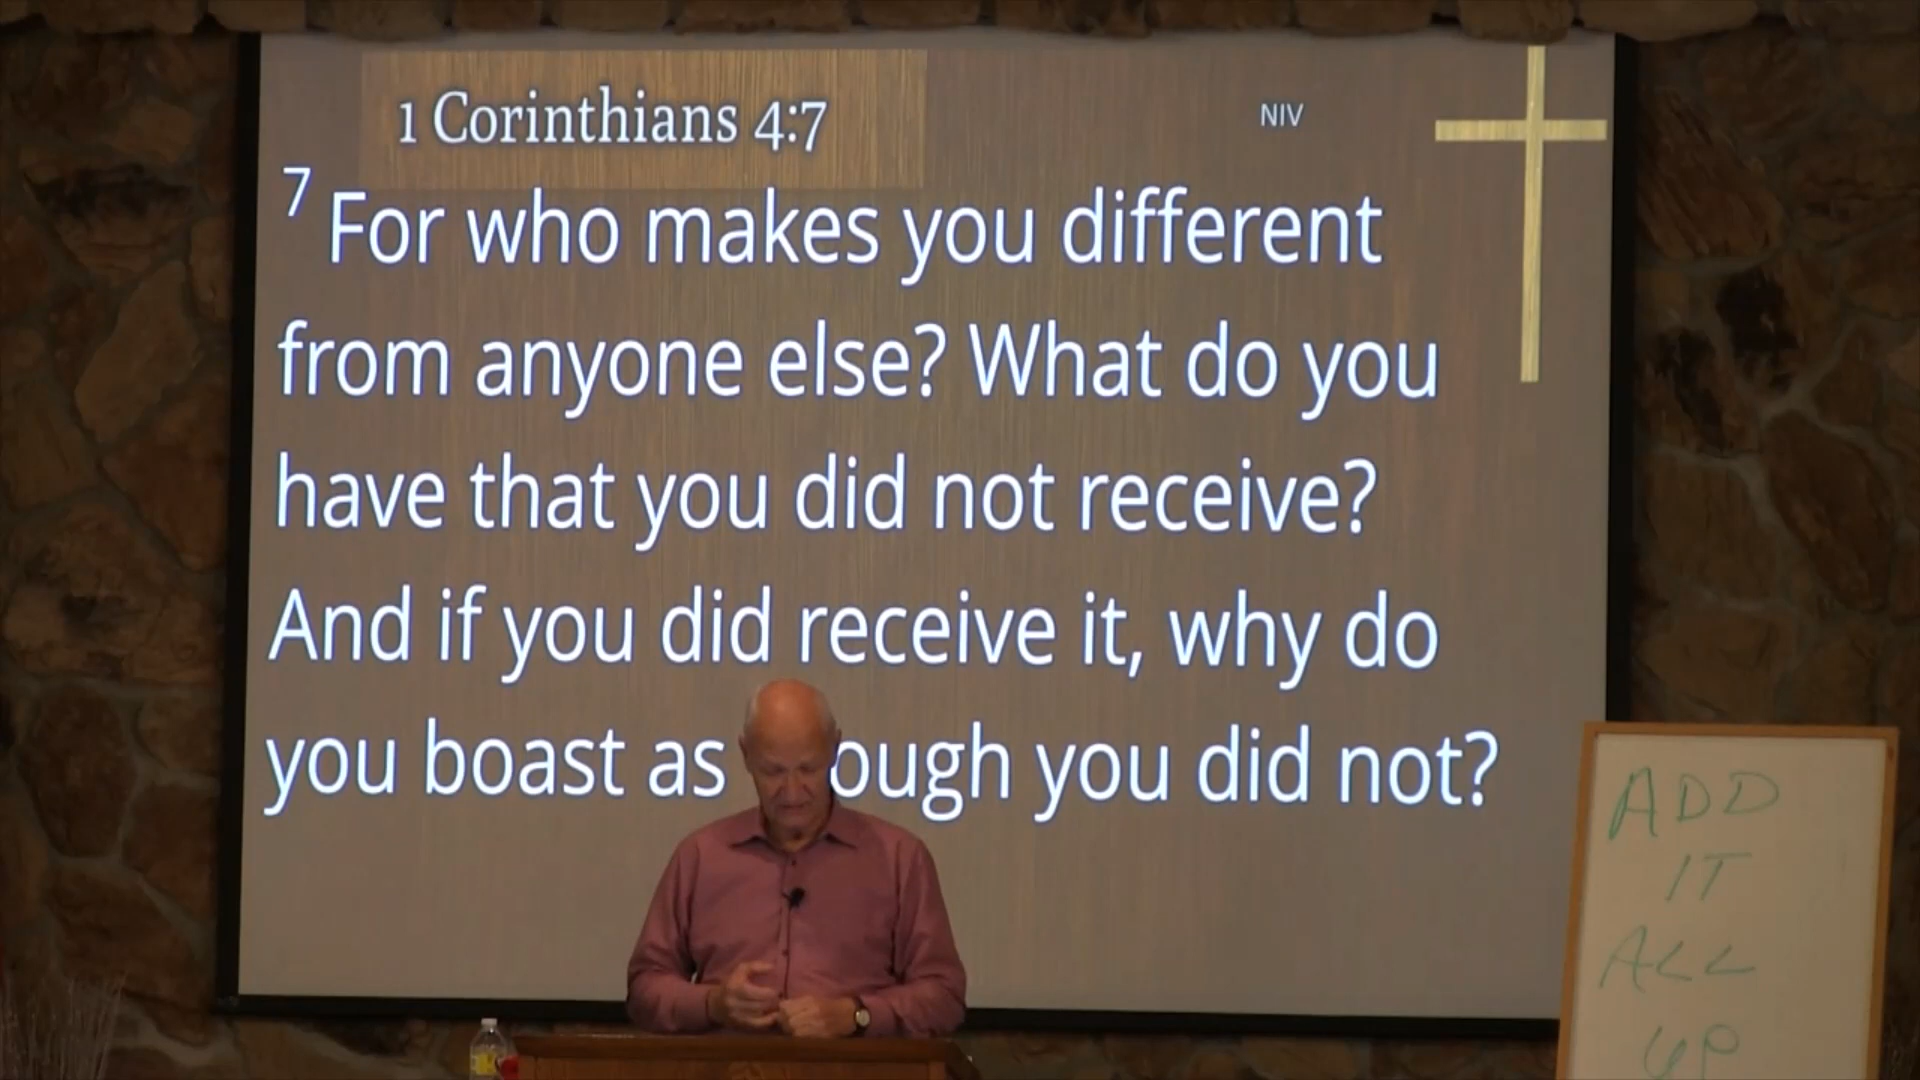 1 Corinthians 4:7
NIV
7 For who makes you different
from anyone else? What do you
have that you did not receive?
And if you did receive it, why do
you boast as ough you did not?
ADD
IT
ALL
UP